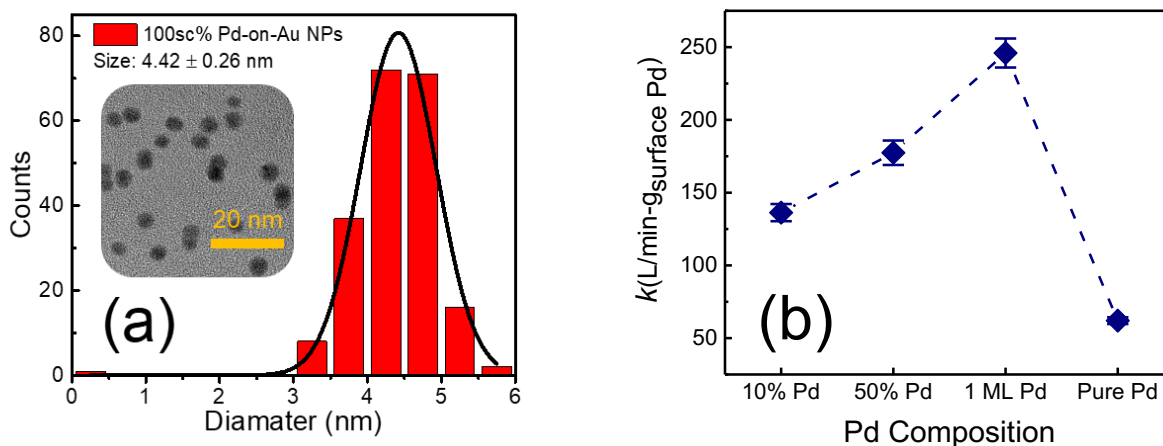 80
60
40
20
0
Counts
100sc% Pd-on-Au NPs
Size: 4.42 ± 0.26 nm
20 nm
(a)
0 1 2 3 4 5 6
Diamater (nm)
250
200
150
100
50
k(L/min-gsurface Pd)
(b)
10% Pd 50% Pd 1 ML Pd Pure Pd
Pd Composition